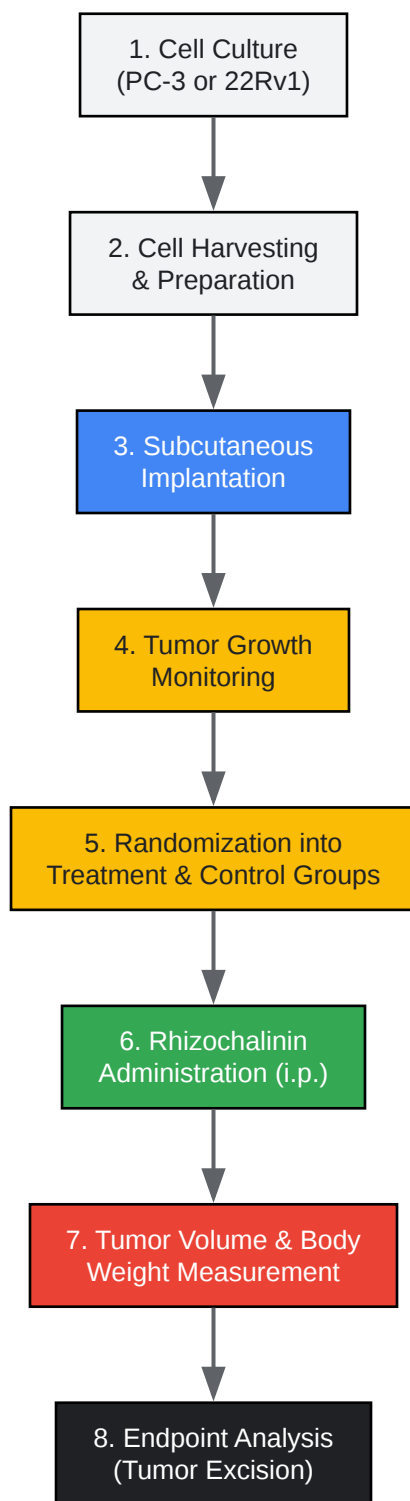 1. Cell Culture
(PC-3 or 22Rv1)
2. Cell Harvesting
& Preparation
3. Subcutaneous
Implantation
4. Tumor Growth
Monitoring
5. Randomization into
Treatment & Control Groups
6. Rhizochalinin
Administration (i.p.)
7. Tumor Volume & Body
Weight Measurement
8. Endpoint Analysis
(Tumor Excision)